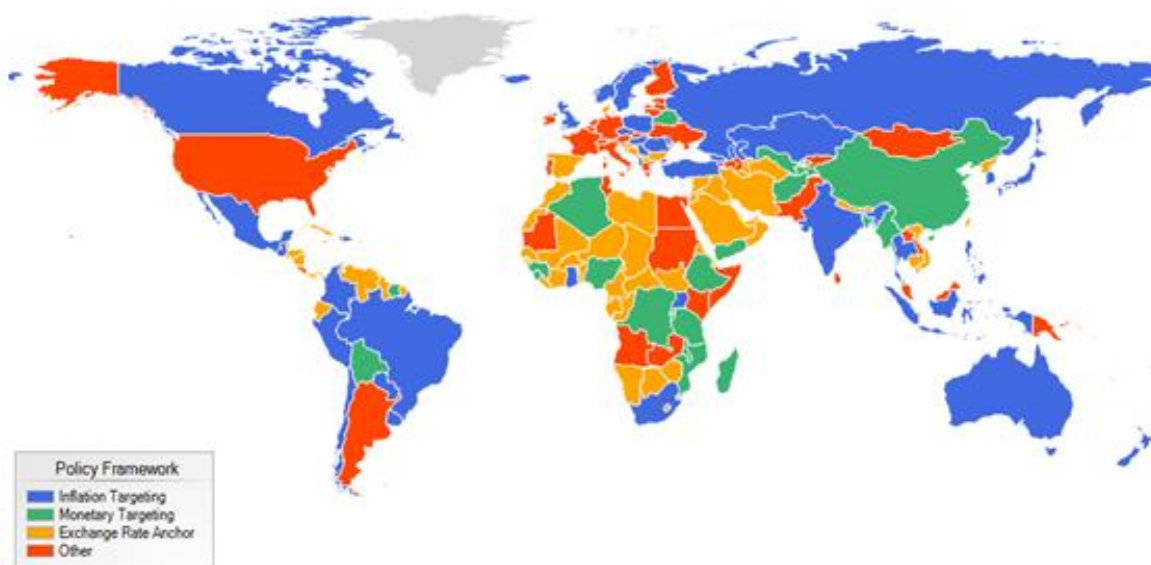 Policy Framework
Inflation Targeting
Monetary Targeting
Exchange Rate Anchor
Other